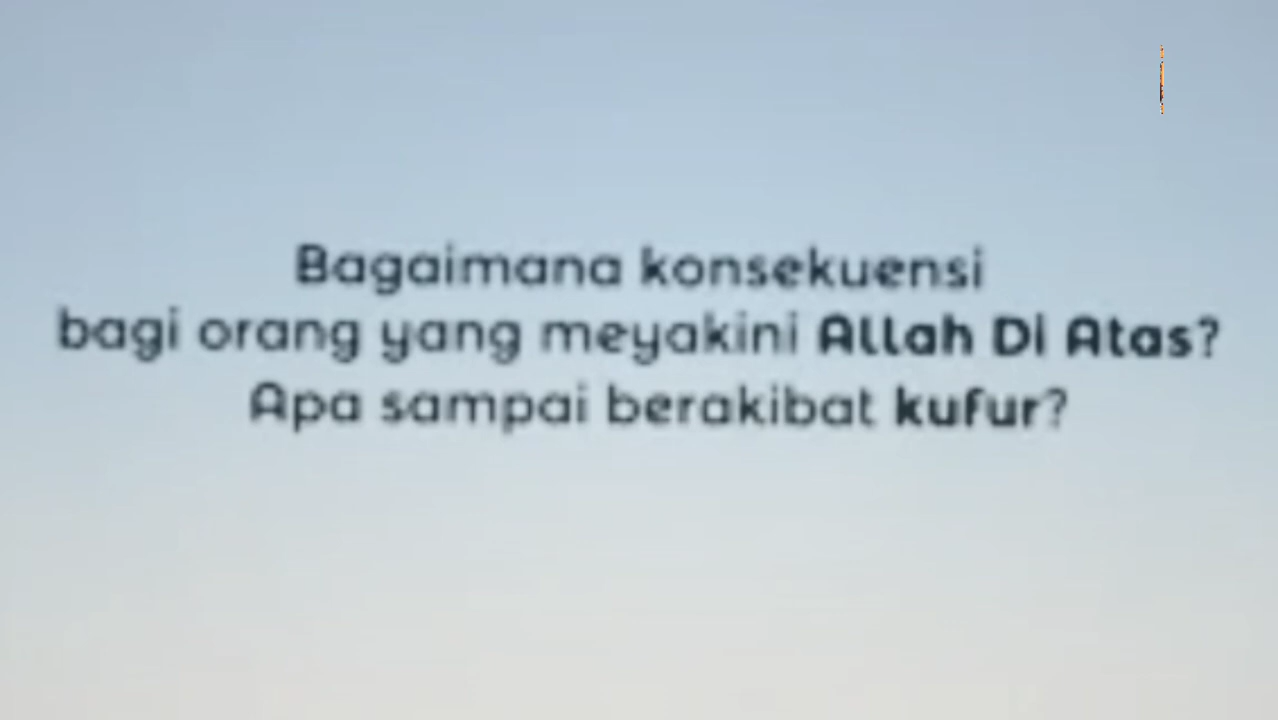 Bagaimana konsekuensi
bagi orang yang meyakini Allah Di Atas?
Apa sampai berakibat kufur?